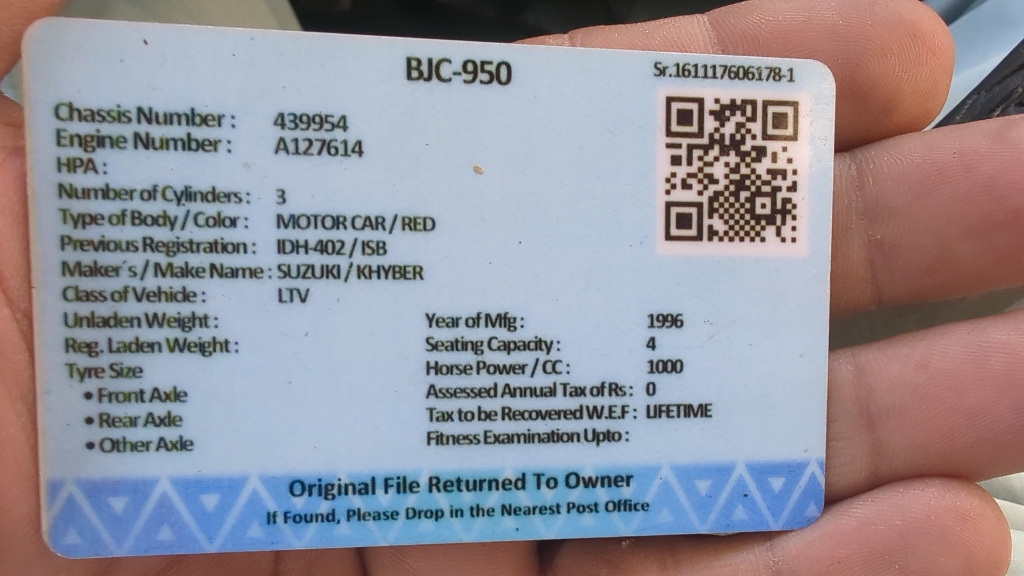 BJC-950
Sr.161117606178-1
Chassis Number : 439954
Engine Number : A127614
HPA :
Number of Cylinders : 3
Type of Body / Color : MOTOR CAR / RED
Previous Registration : IDH-402 / ISB
Maker's / Make Name : SUZUKI / KHYBER
Class of Vehicle : LTV
Unladen Weight :
Reg. Laden Weight :
Tyre Size
• Front Axle
• Rear Axle
• Other Axle
Year of Mfg : 1996
Seating Capacity : 4
Horse Power / CC : 1000
Assessed Annual Tax of Rs : 0
Tax to be Recovered W.E.F : LIFETIME
Fitness Examination Upto :
Original File Returned To Owner
If Found, Please Drop in the Nearest Post Office